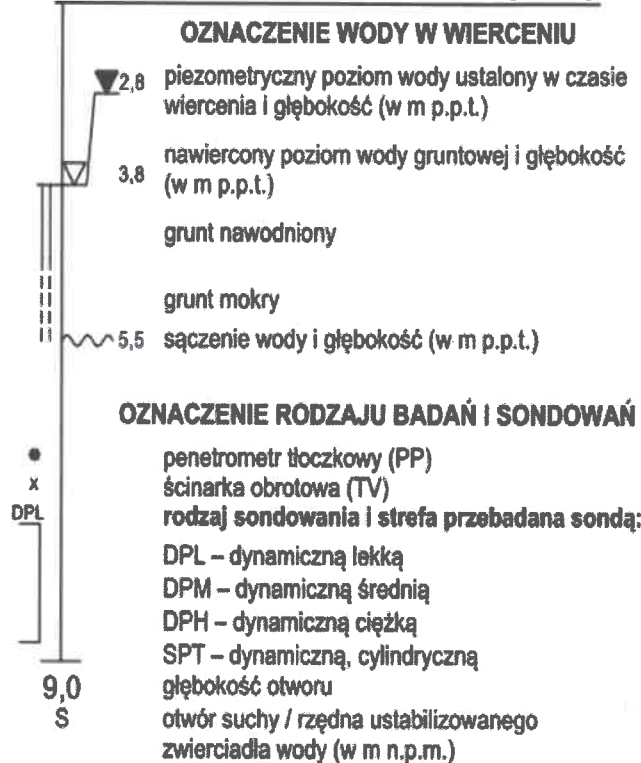 OZNACZENIE WODY W WIERCENIU
2,8 piezometryczny poziom wody ustalony w czasie
wiercenia i głębokość (w m p.p.t.)
3,8 nawiercony poziom wody gruntowej i głębokość
(w m p.p.t.)
grunt nawodniony
grunt mokry
5,5 sączenie wody i głębokość (w m p.p.t.)
OZNACZENIE RODZAJU BADAŃ I SONDOWAŃ
penetrometr tłoczkowy (PP)
x ścinarka obrotowa (TV)
DPL rodzaj sondowania i strefa przebadana sondą:
DPL – dynamiczną lekką
DPM – dynamiczną średnią
DPH – dynamiczną ciężką
SPT – dynamiczną, cylindryczną
9,0 głębokość otworu
S otwór suchy / rzędna ustabilizowanego
zwierciadła wody (w m n.p.m.)